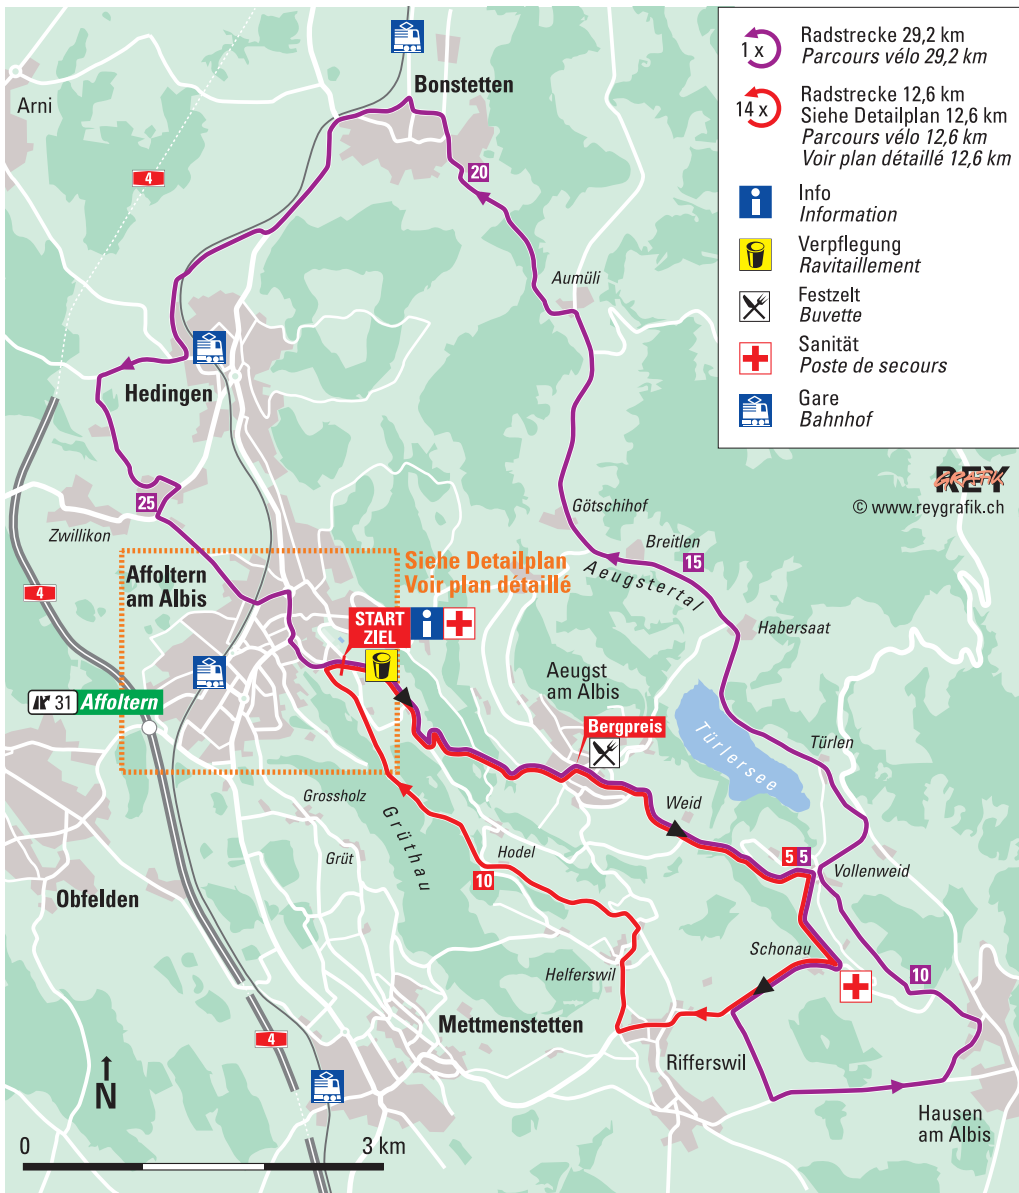 1 x
Radstrecke 29,2 km
Parcours vélo 29,2 km
14 x
Radstrecke 12,6 km
Siehe Detailplan 12,6 km
Parcours vélo 12,6 km
Voir plan détaillé 12,6 km
Info
Information
Verpflegung
Ravitaillement
Festzelt
Buvette
Sanität
Poste de secours
Gare
Bahnhof
REY
GRAFIK
© www.reygrafik.ch
Bonstetten
Arni
4
20
Aumüli
Hedingen
25
Zwillikon
Götschihof
Breitlen
15
Aeugstertal
Siehe Detailplan
Voir plan détaillé
Affoltern
am Albis
4
START
ZIEL
Habersaat
Aeugst
am Albis
31 Affoltern
Bergpreis
Türlersee
Türlen
Grossholz
Weid
Grüthau
Grüt
Hodel
10
5 5
Vollenweid
Obfelden
Schonau
Helferswil
10
Mettmenstetten
4
Rifferswil
N
Hausen
am Albis
0 3 km